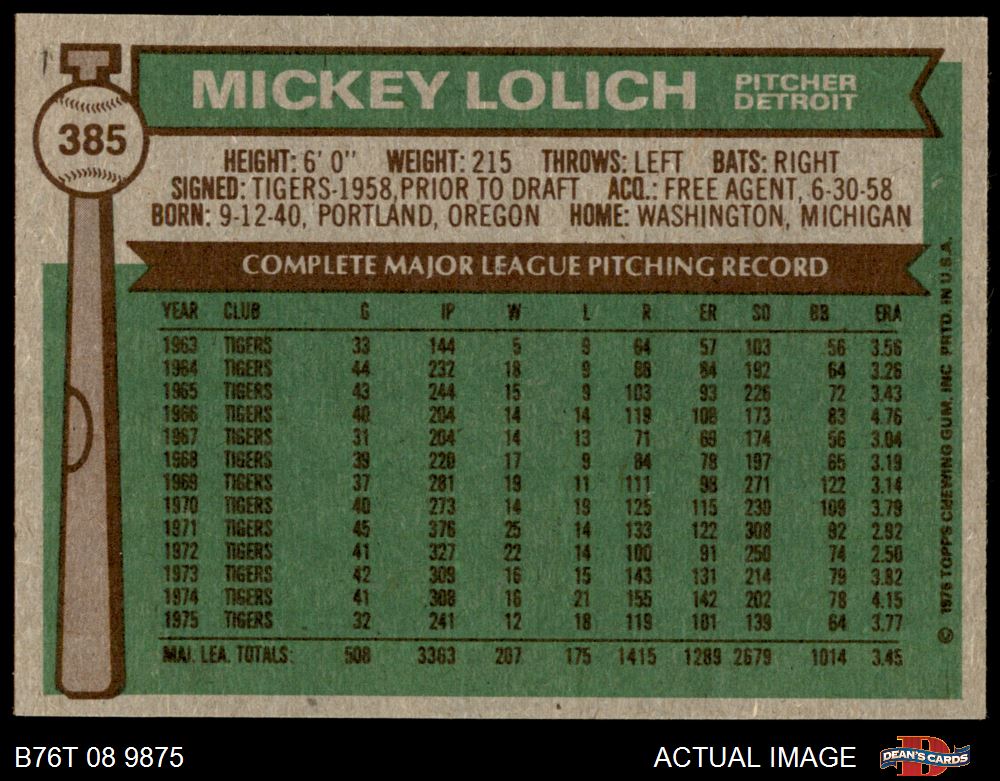 MICKEY LOLICH
PITCHER
DETROIT
385
HEIGHT: 6' 0" WEIGHT: 215 THROWS: LEFT BATS: RIGHT
SIGNED: TIGERS-1958, PRIOR TO DRAFT ACQ.: FREE AGENT, 6-30-58
BORN: 9-12-40, PORTLAND, OREGON HOME: WASHINGTON, MICHIGAN
COMPLETE MAJOR LEAGUE PITCHING RECORD
YEAR CLUB G IP W L R ER SO BB ERA
1963 TIGERS 33 144 5 9 64 57 103 56 3.56
1964 TIGERS 44 232 18 9 88 84 192 64 3.26
1965 TIGERS 43 244 15 9 103 93 226 72 3.43
1966 TIGERS 40 204 14 14 119 108 173 83 4.76
1967 TIGERS 31 204 14 13 71 69 174 56 3.04
1968 TIGERS 39 220 17 9 84 78 197 65 3.19
1969 TIGERS 37 281 19 11 111 98 271 122 3.14
1970 TIGERS 40 273 14 19 125 115 230 109 3.79
1971 TIGERS 45 376 25 14 133 122 308 92 2.92
1972 TIGERS 41 327 22 14 100 91 250 74 2.50
1973 TIGERS 42 309 16 15 143 131 214 79 3.82
1974 TIGERS 41 308 16 21 155 142 202 78 4.15
1975 TIGERS 32 241 12 18 119 101 139 64 3.77
MAJ. LEA. TOTALS: 508 3363 207 175 1415 1289 2679 1014 3.45
© 1976 TOPPS CHEWING GUM, INC PRTD. IN U.S.A.
B76T 08 9875
ACTUAL IMAGE
DEAN'S CARDS